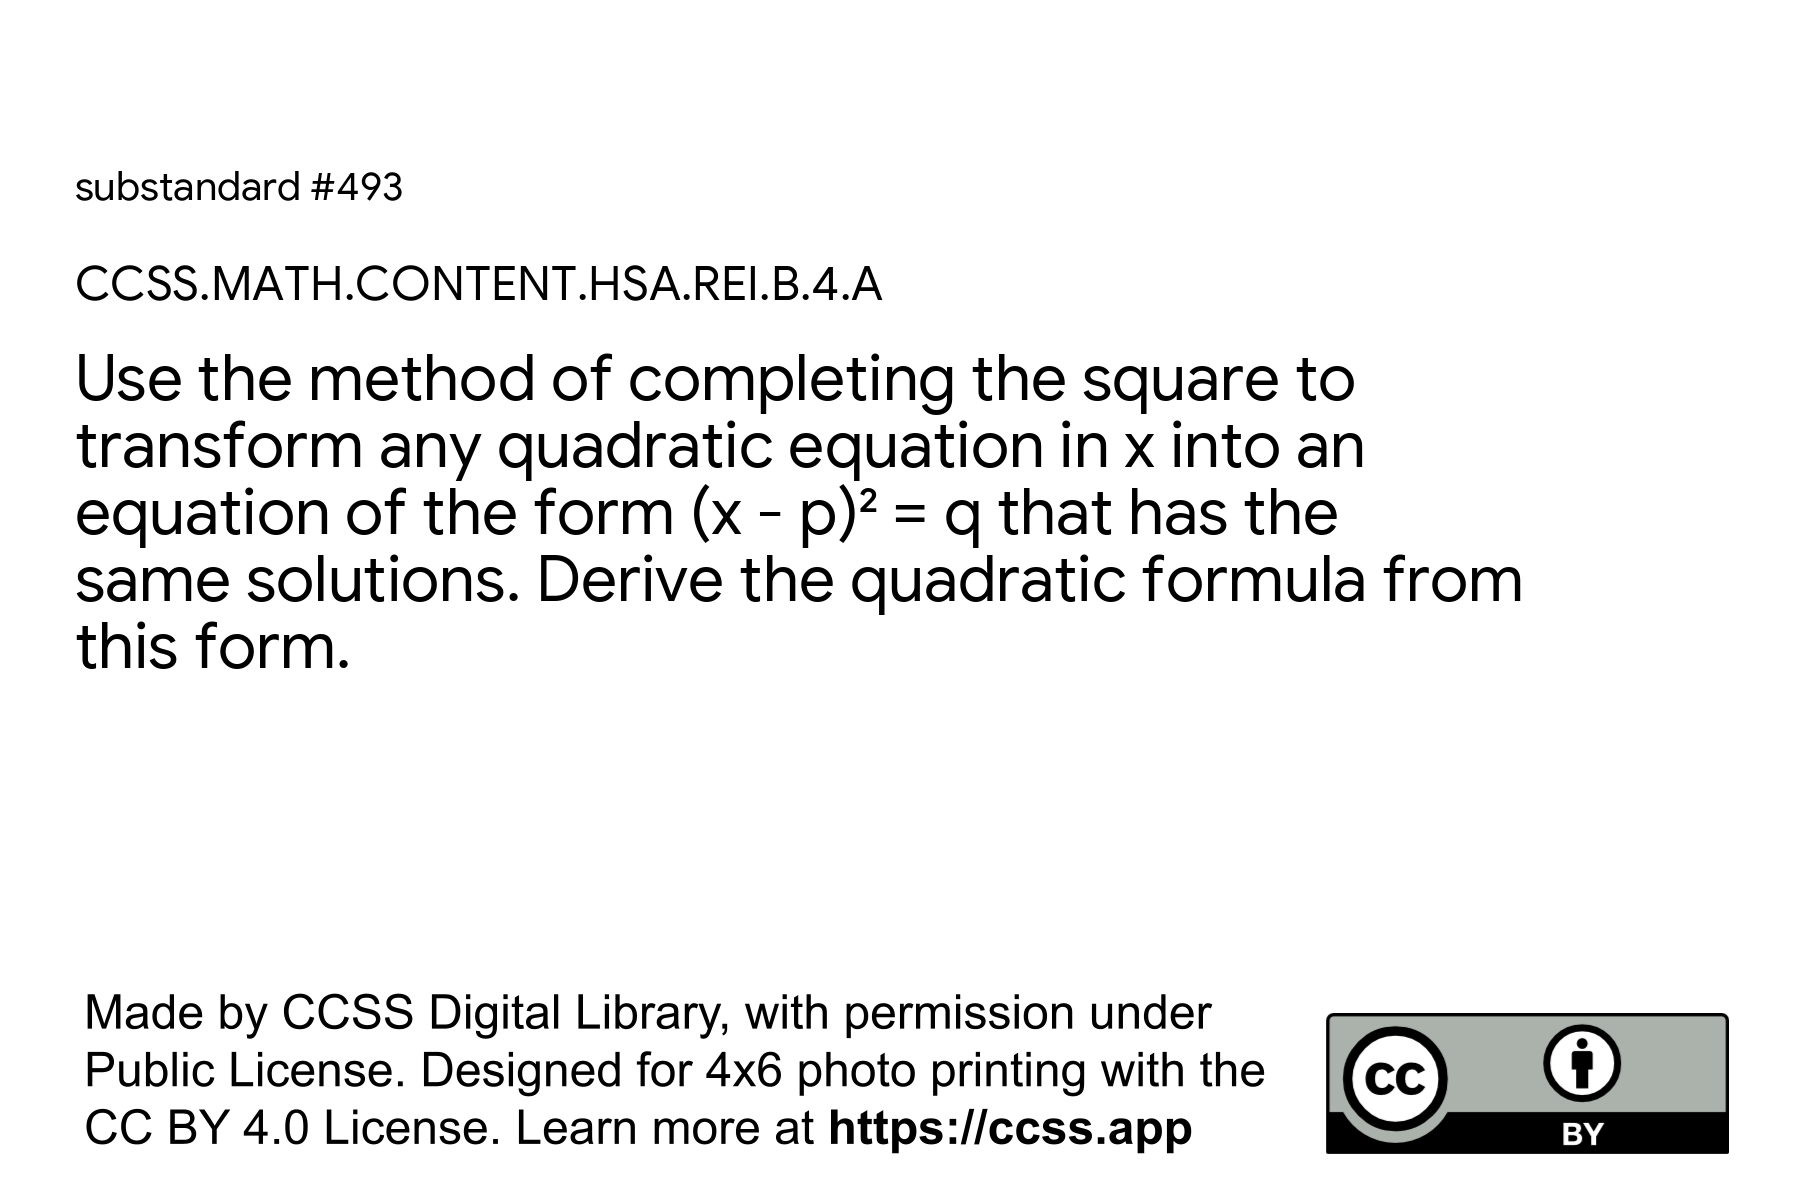 substandard #493
CCSS.MATH.CONTENT.HSA.REI.B.4.A
Use the method of completing the square to
transform any quadratic equation in x into an
equation of the form (x - p)² = q that has the
same solutions. Derive the quadratic formula from
this form.
Made by CCSS Digital Library, with permission under
Public License. Designed for 4x6 photo printing with the
CC BY 4.0 License. Learn more at https://ccss.app
CC
BY